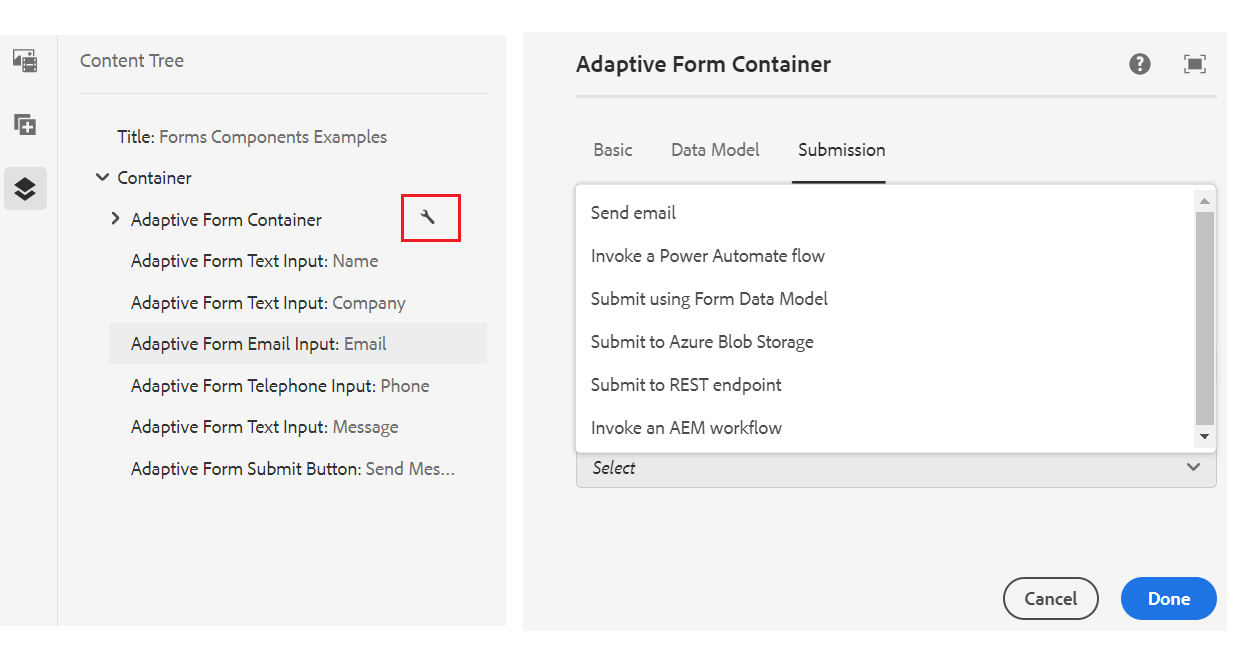 Content Tree
Title: Forms Components Examples
Container
Adaptive Form Container
Adaptive Form Text Input: Name
Adaptive Form Text Input: Company
Adaptive Form Email Input: Email
Adaptive Form Telephone Input: Phone
Adaptive Form Text Input: Message
Adaptive Form Submit Button: Send Mes...
Adaptive Form Container
?
Basic
Data Model
Submission
Send email
Invoke a Power Automate flow
Submit using Form Data Model
Submit to Azure Blob Storage
Submit to REST endpoint
Invoke an AEM workflow
Select
Cancel
Done